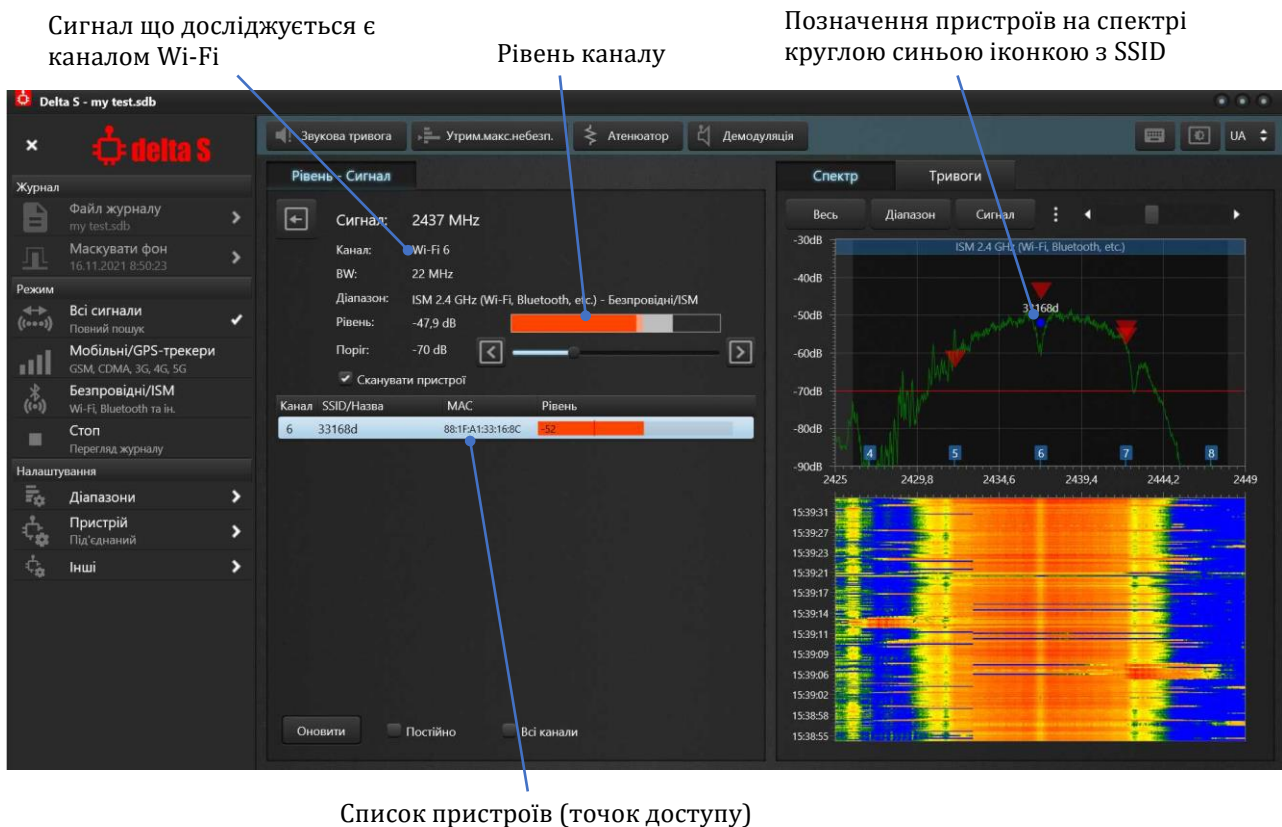 Сигнал що досліджується є
каналом Wi-Fi
Рівень каналу
Позначення пристроїв на спектрі
круглою синьою іконкою з SSID
Delta S - my test.sdb
delta S
Звукова тривога
Утрим.макс.небезп.
Атенюатор
Демодуляція
UA
Журнал
Файл журналу
my test.sdb
Маскувати фон
16.11.2021 8:50:23
Режим
Всі сигнали
Повний пошук
Мобільні/GPS-трекери
GSM, CDMA, 3G, 4G, 5G
Безпровідні/ISM
Wi-Fi, Bluetooth та ін.
Стоп
Перегляд журналу
Налаштування
Діапазони
Пристрій
Під'єднаний
Інші
Рівень - Сигнал
Сигнал: 2437 MHz
Канал: Wi-Fi 6
BW: 22 MHz
Діапазон: ISM 2.4 GHz (Wi-Fi, Bluetooth, etc.) - Безпровідні/ISM
Рівень: -47,9 dB
Поріг: -70 dB
Сканувати пристрої
Канал SSID/Назва MAC Рівень
6 33168d 88:1F:A1:33:16:8C -52
Оновити Постійно Всі канали
Спектр Тривоги
Весь Діапазон Сигнал
ISM 2.4 GHz (Wi-Fi, Bluetooth, etc.)
-30dB
-40dB
-50dB
-60dB
-70dB
-80dB
-90dB
33168d
4 5 6 7 8
2425 2429,8 2434,6 2439,4 2444,2 2449
15:39:31
15:39:27
15:39:23
15:39:21
15:39:17
15:39:14
15:39:11
15:39:09
15:39:06
15:39:02
15:38:58
15:38:55
Список пристроїв (точок доступу)